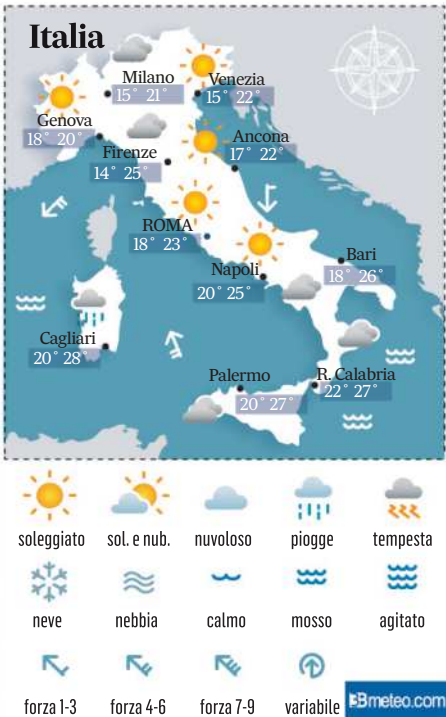 Italia
Milano
15° 21°
Venezia
15° 22°
Genova
18° 20°
Firenze
14° 25°
Ancona
17° 22°
ROMA
18° 23°
Napoli
20° 25°
Bari
18° 26°
Cagliari
20° 28°
Palermo
20° 27°
R. Calabria
22° 27°
soleggiato sol. e nub. nuvoloso piogge tempesta
neve nebbia calmo mosso agitato
forza 1-3 forza 4-6 forza 7-9 variabile
3Bmeteo.com